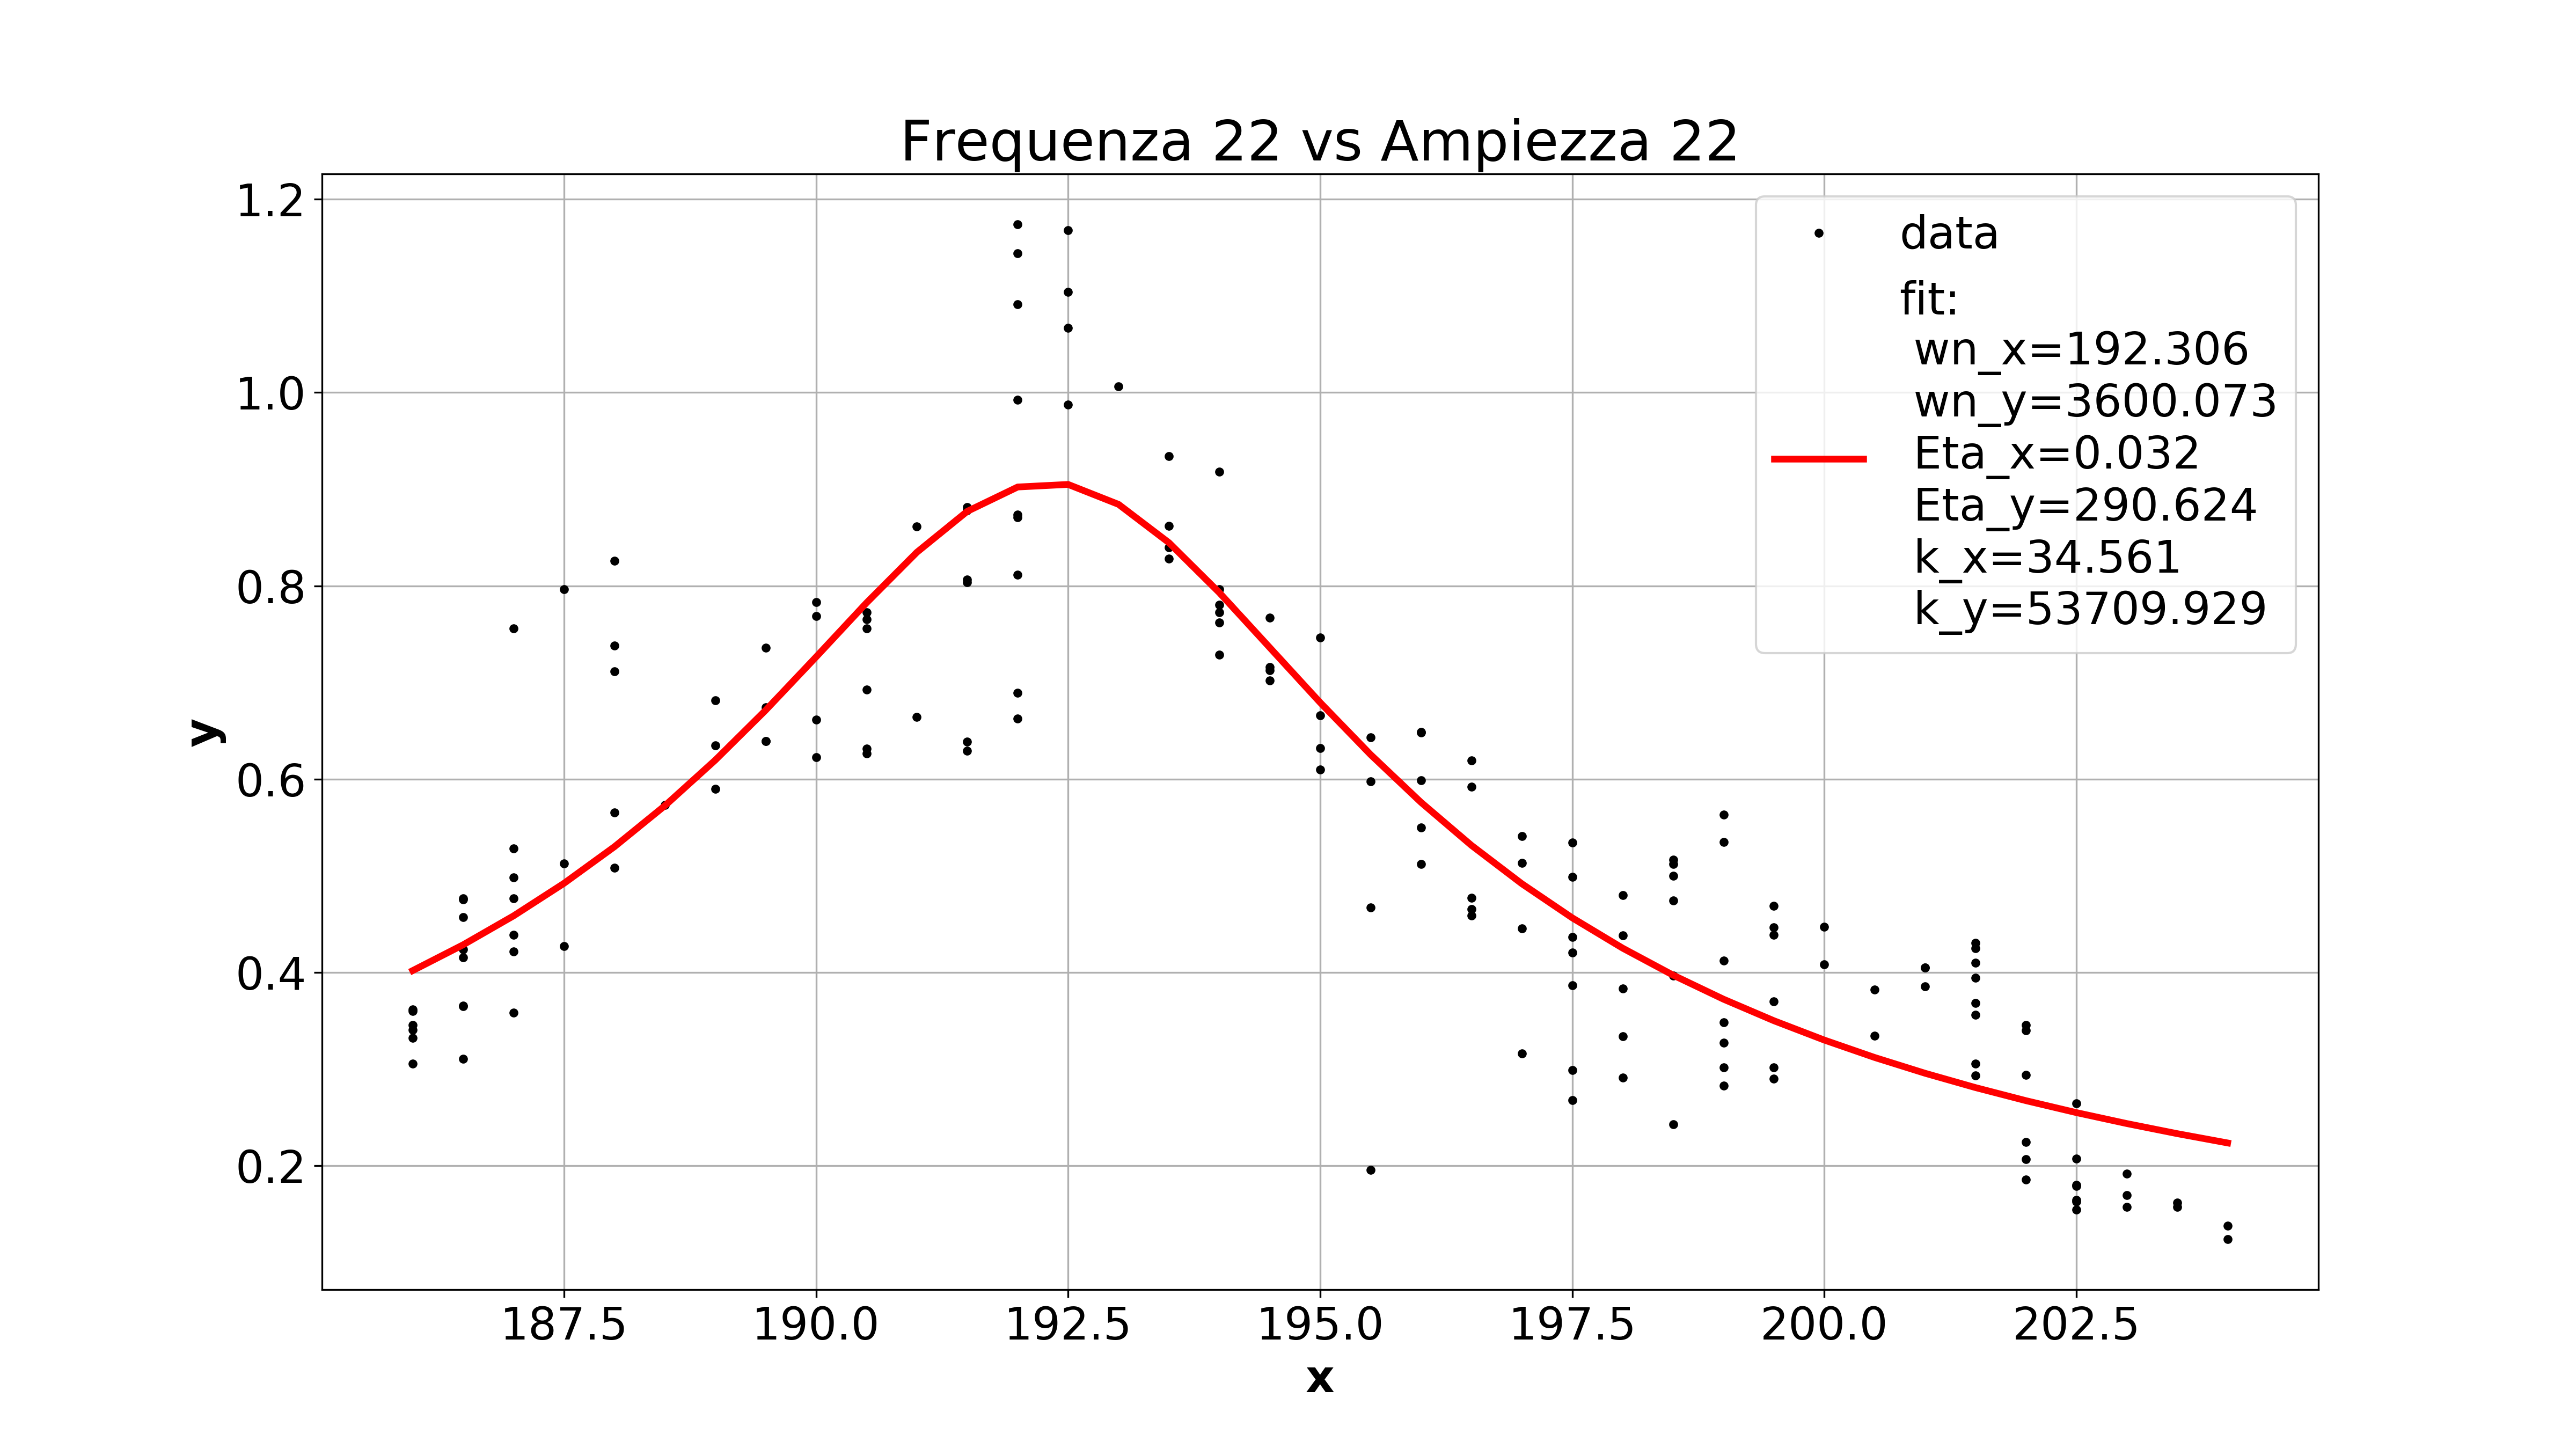 Frequenza 22 vs Ampiezza 22
1.2
1.0
0.8
0.6
0.4
0.2
y
data
fit:
wn_x=192.306
wn_y=3600.073
Eta_x=0.032
Eta_y=290.624
k_x=34.561
k_y=53709.929
187.5 190.0 192.5 195.0 197.5 200.0 202.5
x